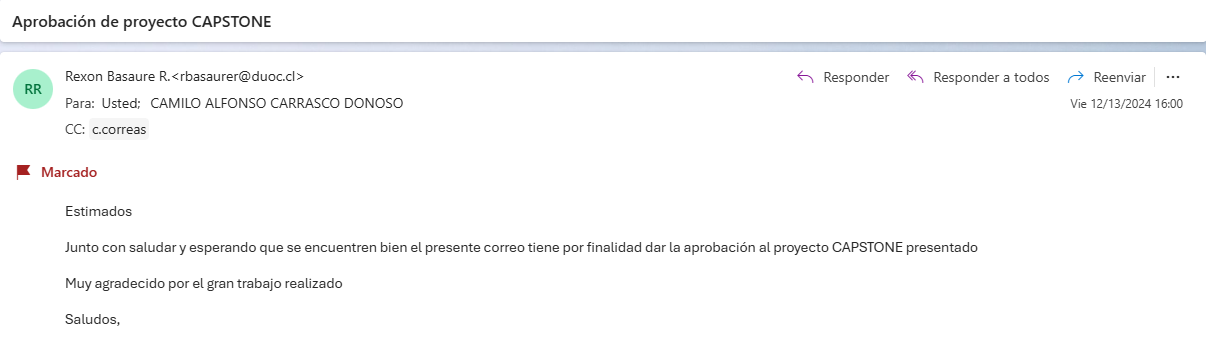 Aprobación de proyecto CAPSTONE
RR
Rexon Basaure R.<rbasaurer@duoc.cl>
Responder
Responder a todos
Reenviar
Para: Usted; CAMILO ALFONSO CARRASCO DONOSO
Vie 12/13/2024 16:00
CC: c.correas
Marcado
Estimados
Junto con saludar y esperando que se encuentren bien el presente correo tiene por finalidad dar la aprobación al proyecto CAPSTONE presentado
Muy agradecido por el gran trabajo realizado
Saludos,